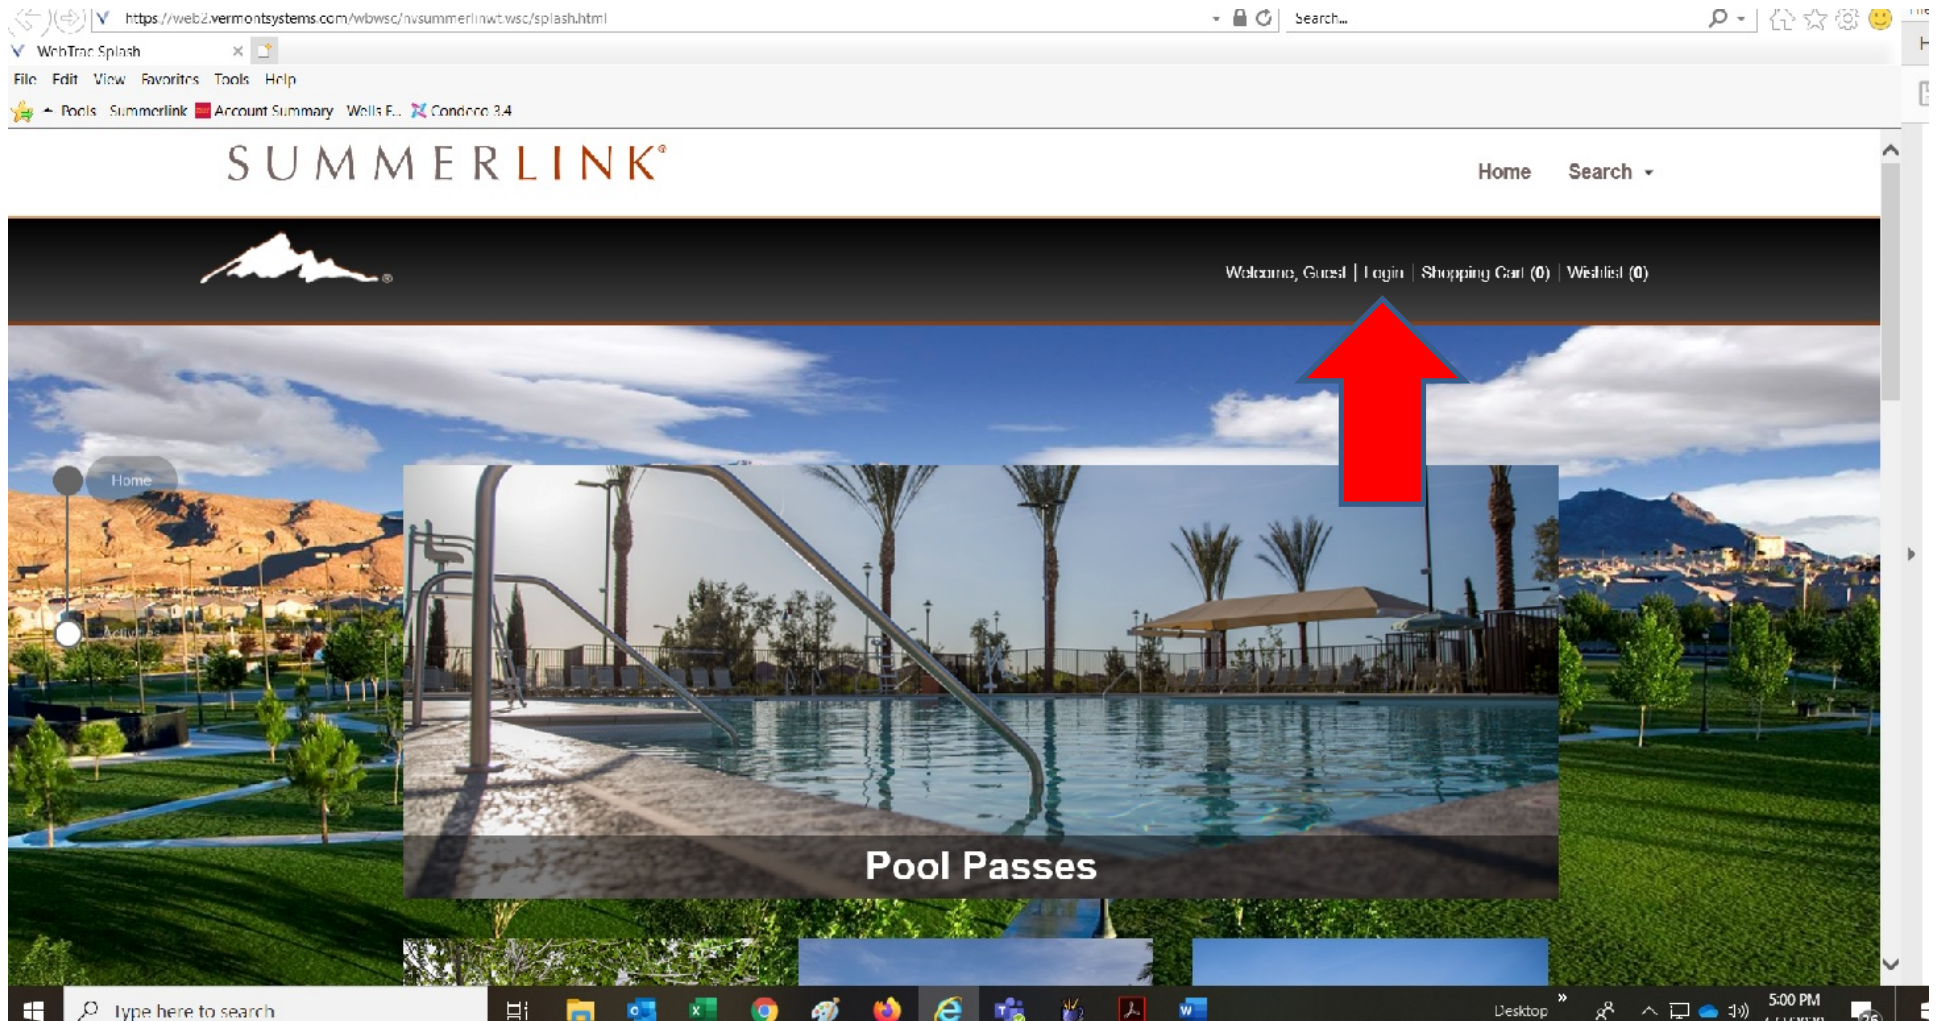 https://web2.vermontsystems.com/wbwsc/nvsummerlinwt.wsc/splash.html
Search...
WebTrac Splash
File Edit View Favorites Tools Help
Pools Summerlink Account Summary Wells F... Condeco 3.4
SUMMERLINK®
Home Search
®
Welcome, Guest | Login | Shopping Cart (0) | Wishlist (0)
Home
Activities
Pool Passes
Type here to search
Desktop
5:00 PM
26